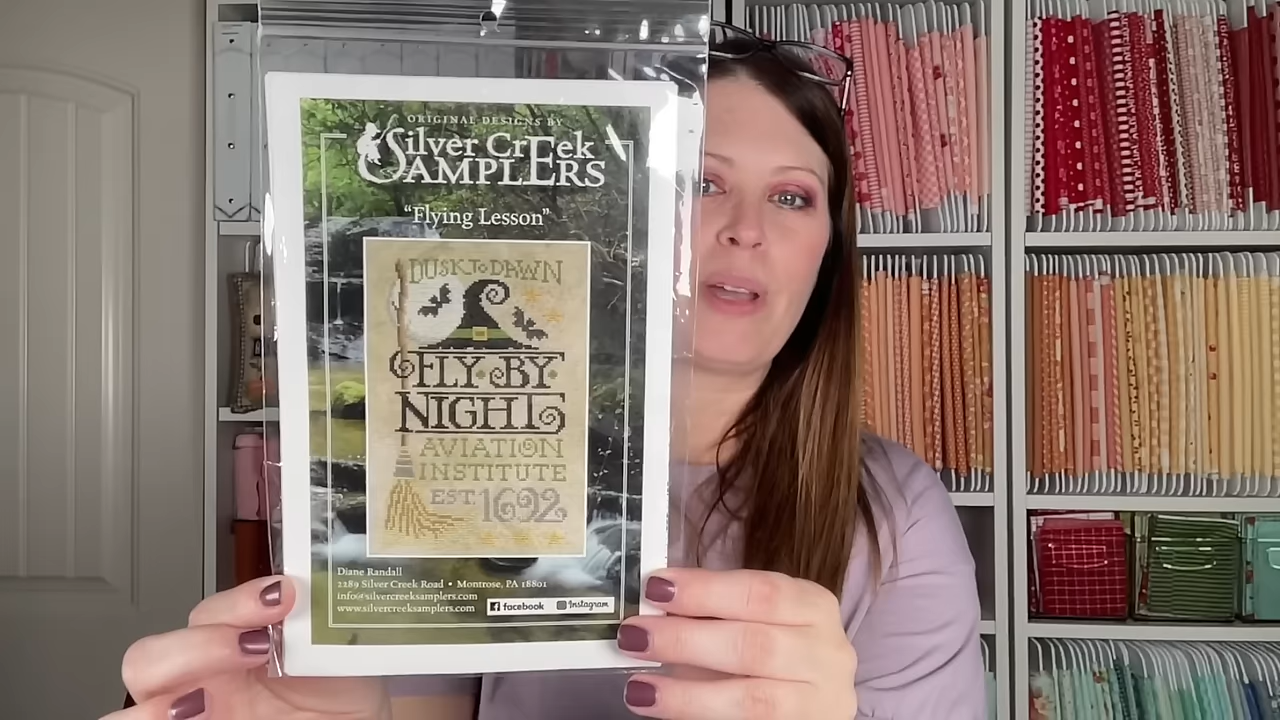 ORIGINAL DESIGNS BY
Silver CrEek
SAMPLERS
"Flying Lesson"
DUSK TO DAWN
FLY·BY·
NIGHT
AVIATION
INSTITUTE
EST 1692
Diane Randall
2289 Silver Creek Road • Montrose, PA 18801
info@silvercreeksamplers.com
www.silvercreeksamplers.com
facebook
Instagram